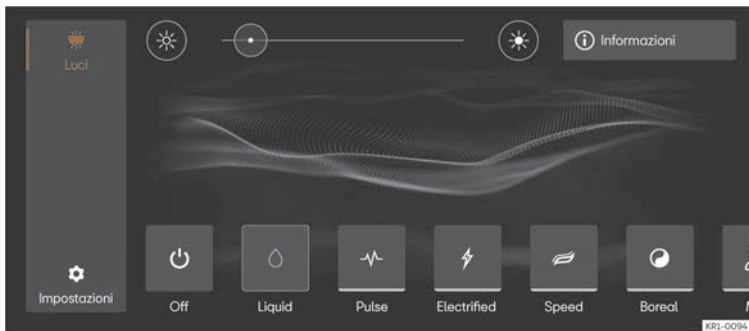 Informazioni
Luci
Impostazioni
Off
Liquid
Pulse
Electrified
Speed
Boreal
KR1-0094